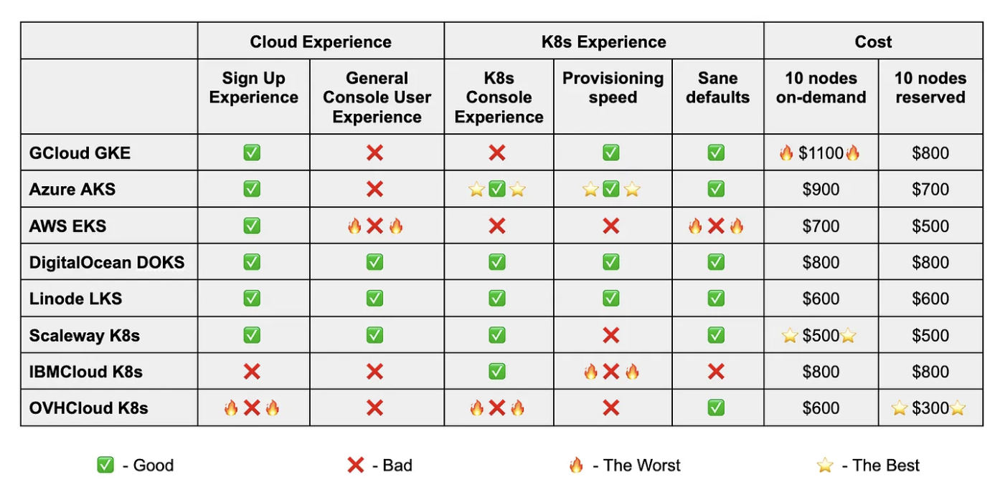 Cloud Experience K8s Experience Cost
Sign Up Experience General Console User Experience K8s Console Experience Provisioning speed Sane defaults 10 nodes on-demand 10 nodes reserved
GCloud GKE ✅ ❌ ❌ ✅ ✅ 🔥 $1100🔥 $800
Azure AKS ✅ ❌ ⭐✅⭐ ⭐✅⭐ ✅ $900 $700
AWS EKS ✅ 🔥❌🔥 ❌ ❌ 🔥❌🔥 $700 $500
DigitalOcean DOKS ✅ ✅ ✅ ✅ ✅ $800 $800
Linode LKS ✅ ✅ ✅ ✅ ✅ $600 $600
Scaleway K8s ✅ ✅ ✅ ❌ ✅ ⭐ $500⭐ $500
IBMCloud K8s ❌ ❌ ✅ 🔥❌🔥 ❌ $800 $800
OVHCloud K8s 🔥❌🔥 ❌ 🔥❌🔥 ❌ ✅ $600 ⭐ $300⭐
✅ - Good ❌ - Bad 🔥 - The Worst ⭐ - The Best